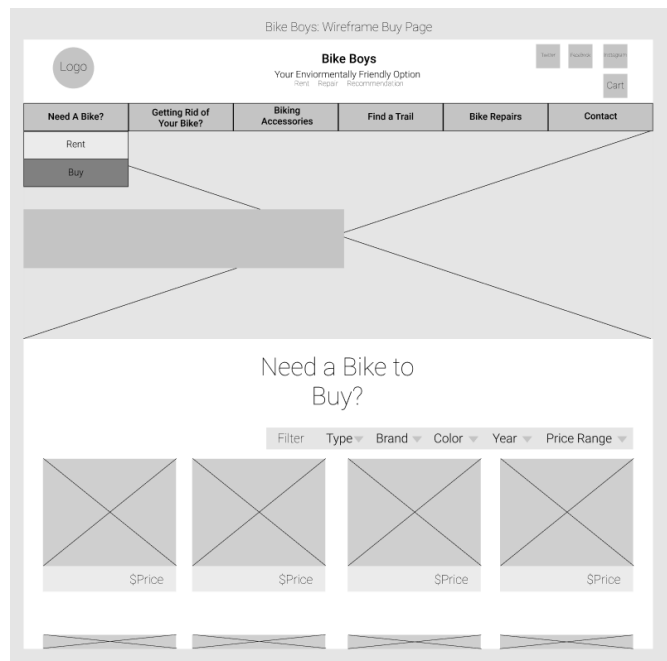 Bike Boys: Wireframe Buy Page
Logo
Bike Boys
Your Enviormentally Friendly Option
Rent Repair Recommendation
Twitter Facebook Instagram
Cart
Need A Bike?
Getting Rid of
Your Bike?
Biking
Accessories
Find a Trail
Bike Repairs
Contact
Rent
Buy
Need a Bike to
Buy?
Filter Type Brand Color Year Price Range
$Price $Price $Price $Price